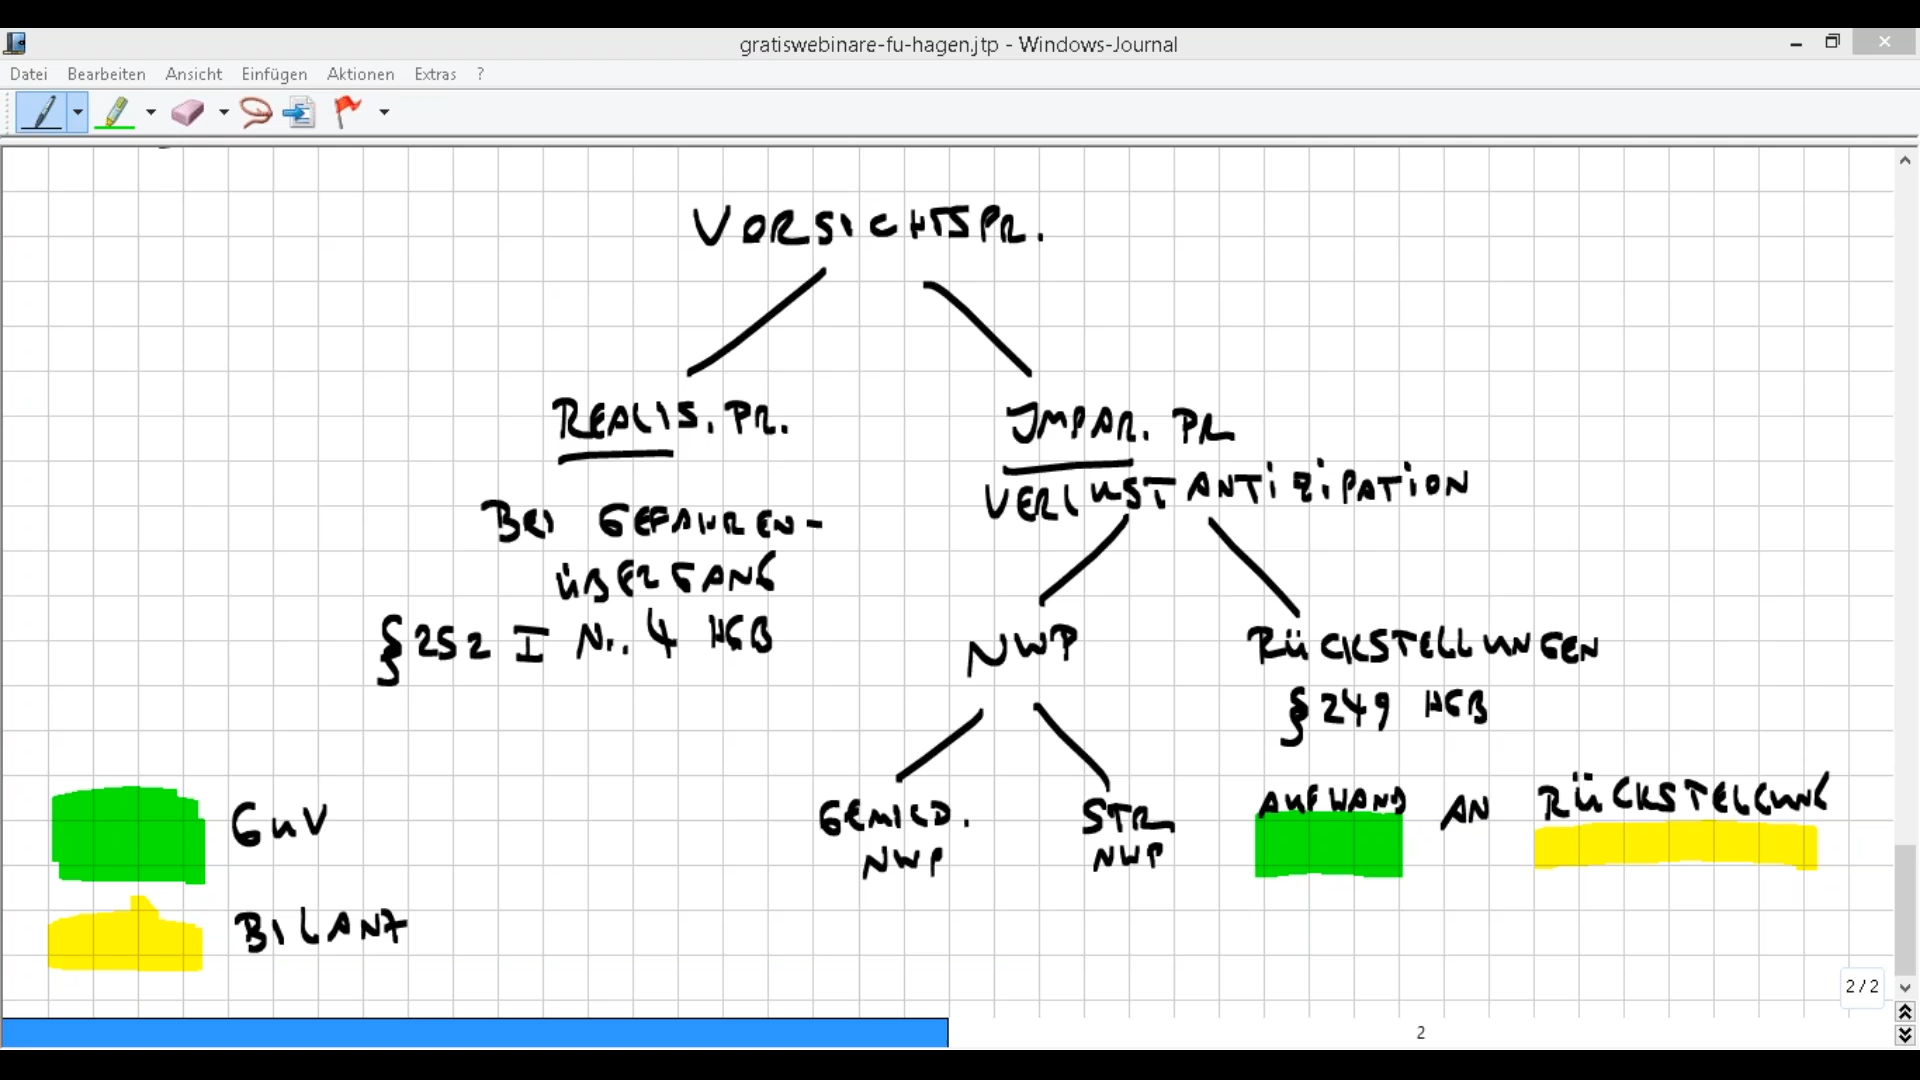 gratiswebinare-fu-hagen.jtp - Windows-Journal
Datei Bearbeiten Ansicht Einfügen Aktionen Extras ?
VORSICHTSPR.
REALIS. PR.
IMPAR. PR
VERLUSTANTIZIPATION
BEI GEFAHREN-
ÜBERGANG
§ 252 I Nr. 4 HGB
NWP
RÜCKSTELLUNGEN
§ 249 HGB
GEMILD.
NWP
STR
NWP
AUFWAND AN RÜCKSTELLUNG
GuV
BILANZ
2 / 2
2